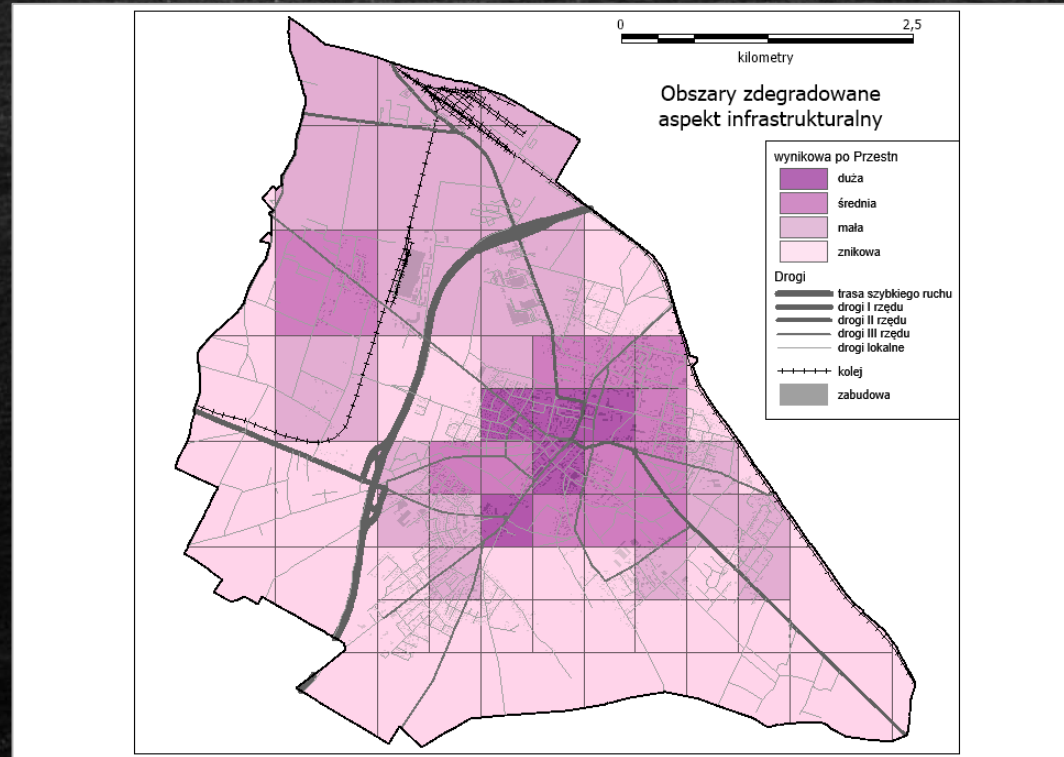 0 2,5
kilometry
Obszary zdegradowane
aspekt infrastrukturalny
wynikowa po Przestn
duża
średnia
mała
znikowa
Drogi
trasa szybkiego ruchu
drogi I rzędu
drogi II rzędu
drogi III rzędu
drogi lokalne
kolej
zabudowa